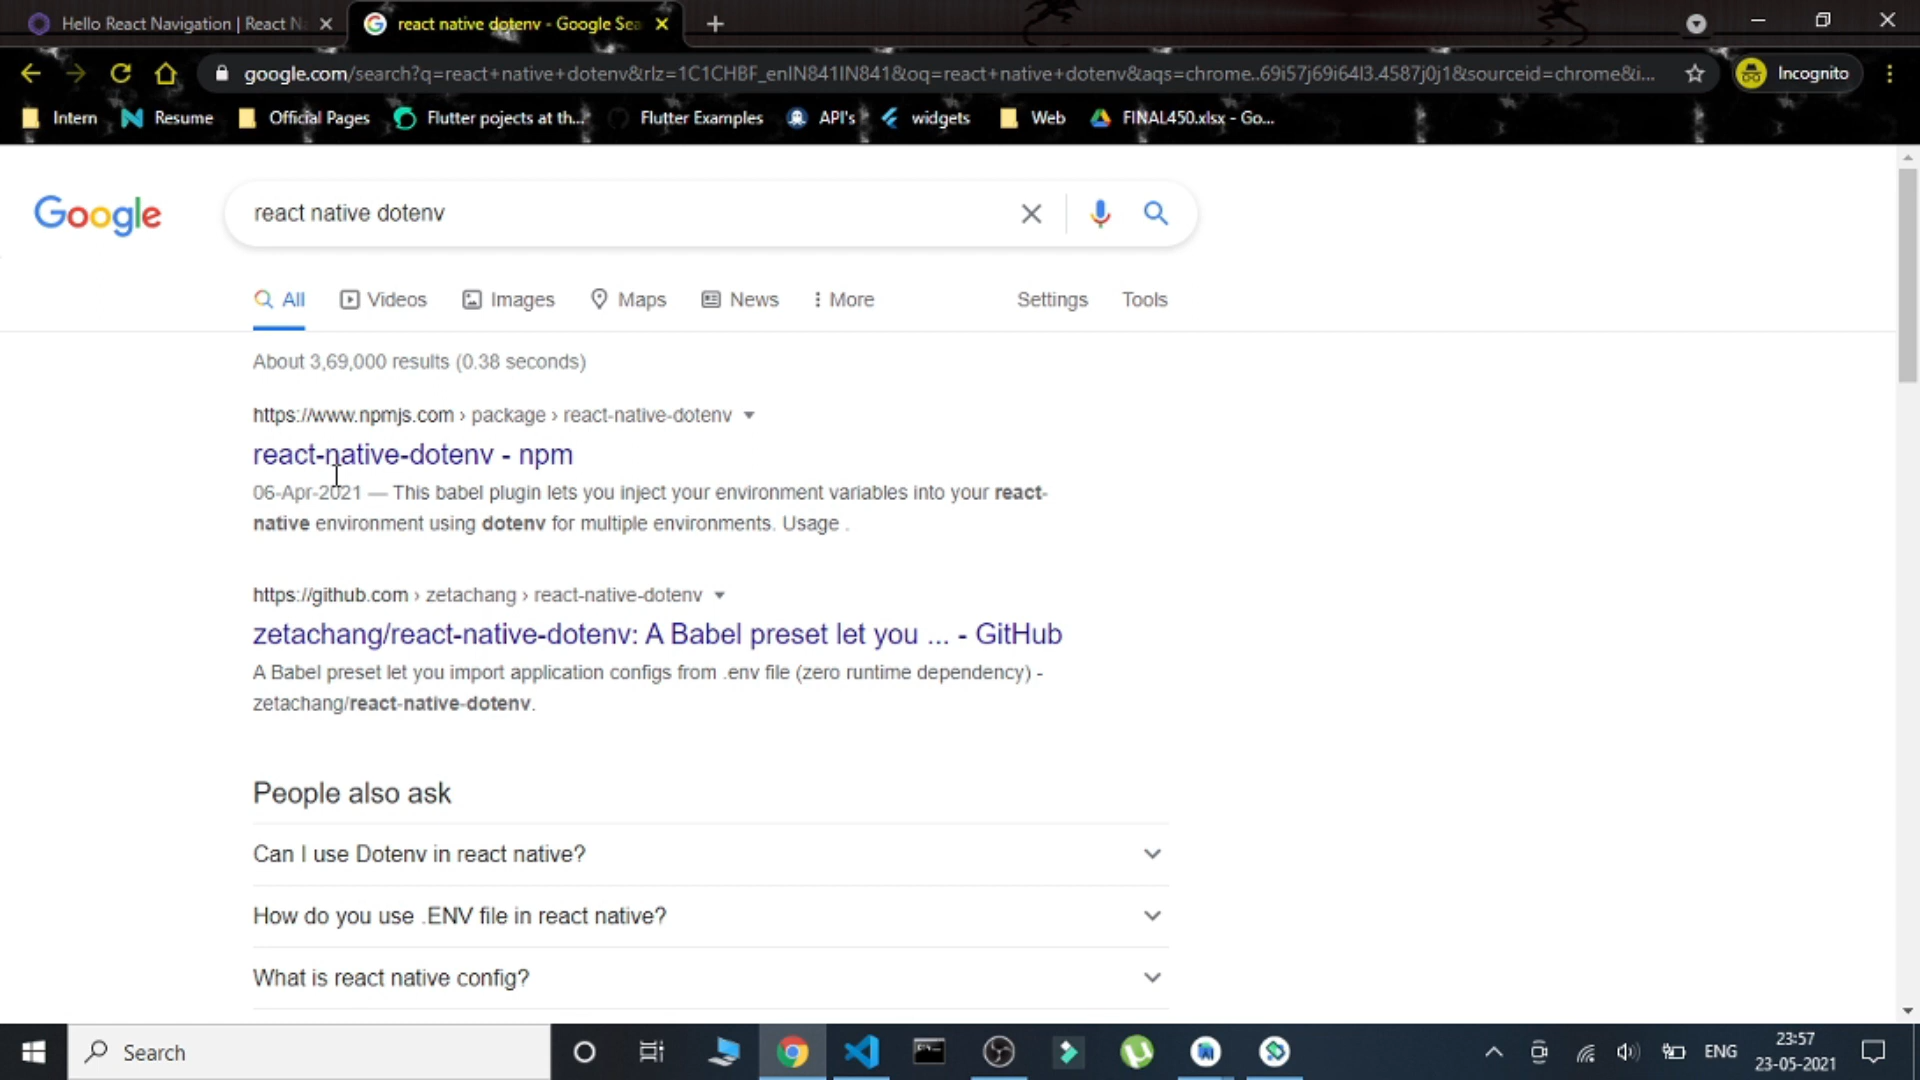 Hello React Navigation | React N
react native dotenv - Google Sea
google.com/search?q=react+native+dotenv&rlz=1C1CHBF_enIN841IN841&oq=react+native+dotenv&aqs=chrome..69i57j69i64l3.4587j0j1&sourceid=chrome&i...
Incognito
Intern
Resume
Official Pages
Flutter pojects at th...
Flutter Examples
API's
widgets
Web
FINAL450.xlsx - Go...
Google
react native dotenv
All
Videos
Images
Maps
News
More
Settings
Tools
About 3,69,000 results (0.38 seconds)
https://www.npmjs.com › package › react-native-dotenv
react-native-dotenv - npm
06-Apr-2021 — This babel plugin lets you inject your environment variables into your react-
native environment using dotenv for multiple environments. Usage .
https://github.com › zetachang › react-native-dotenv
zetachang/react-native-dotenv: A Babel preset let you ... - GitHub
A Babel preset let you import application configs from .env file (zero runtime dependency) -
zetachang/react-native-dotenv.
People also ask
Can I use Dotenv in react native?
How do you use .ENV file in react native?
What is react native config?
Search
ENG
23:57
23-05-2021